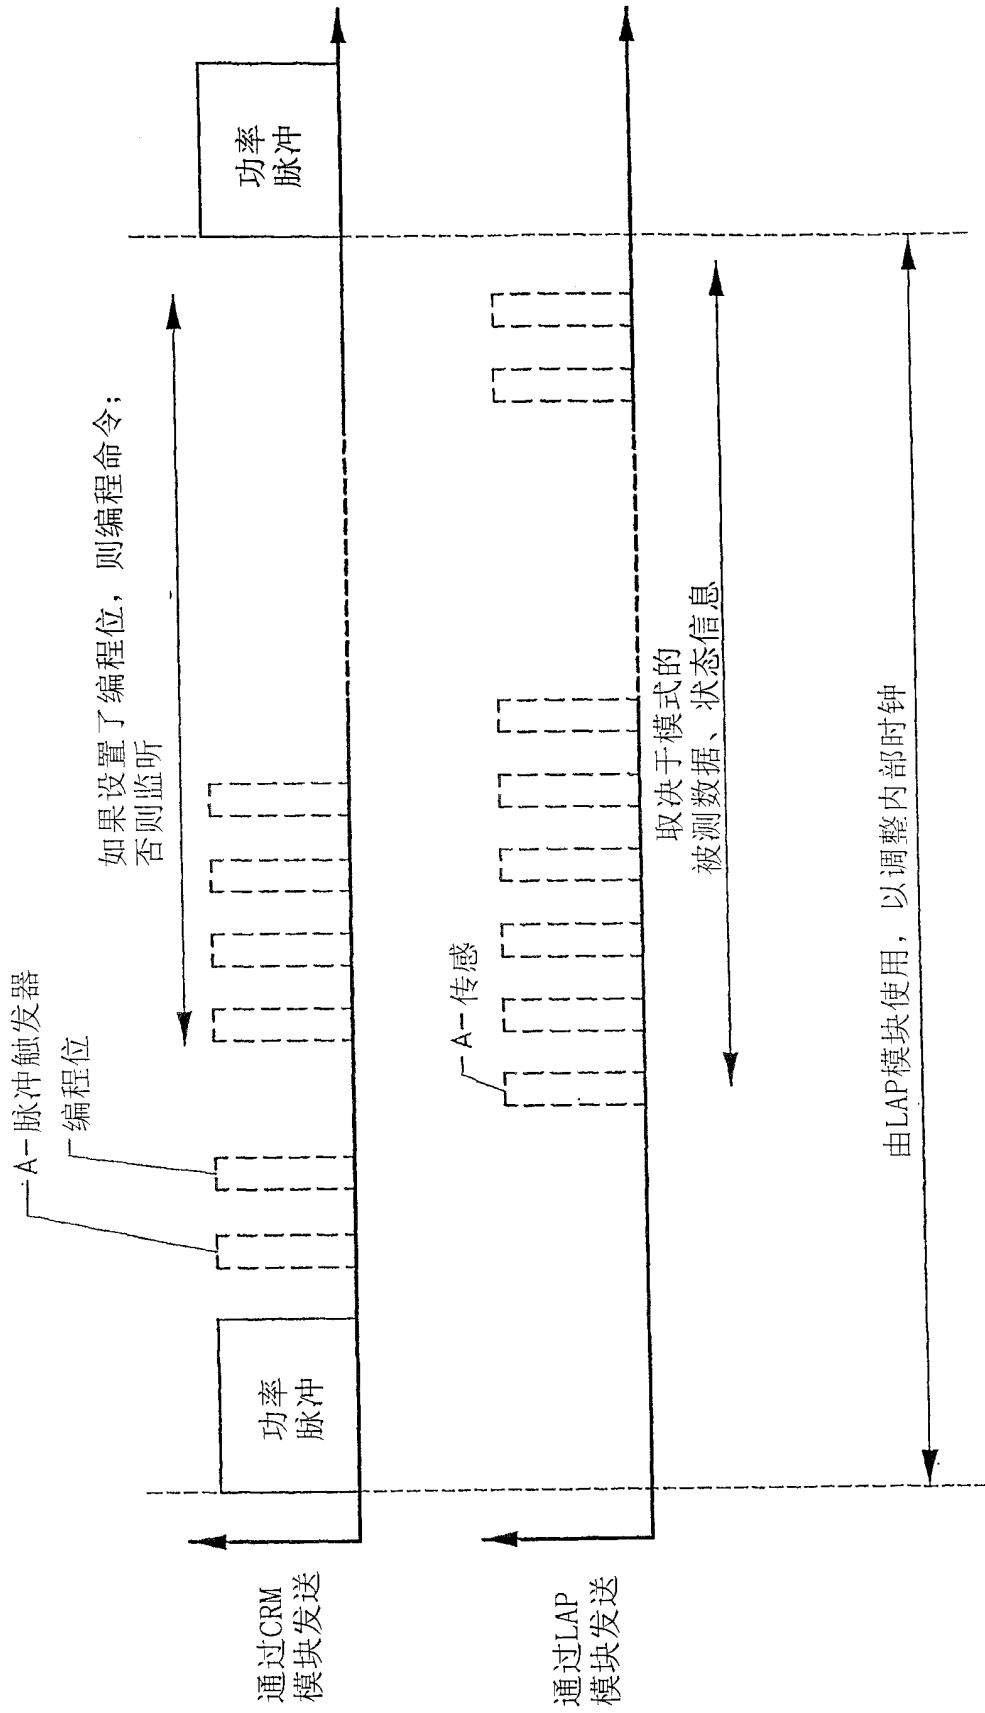 A-脉冲触发器
编程位
如果设置了编程位，则编程命令；
否则监听
功率
脉冲
功率
脉冲
通过CRM
模块发送
A-传感
取决于模式的
被测数据、状态信息
通过LAP
模块发送
由LAP模块使用，以调整内部时钟